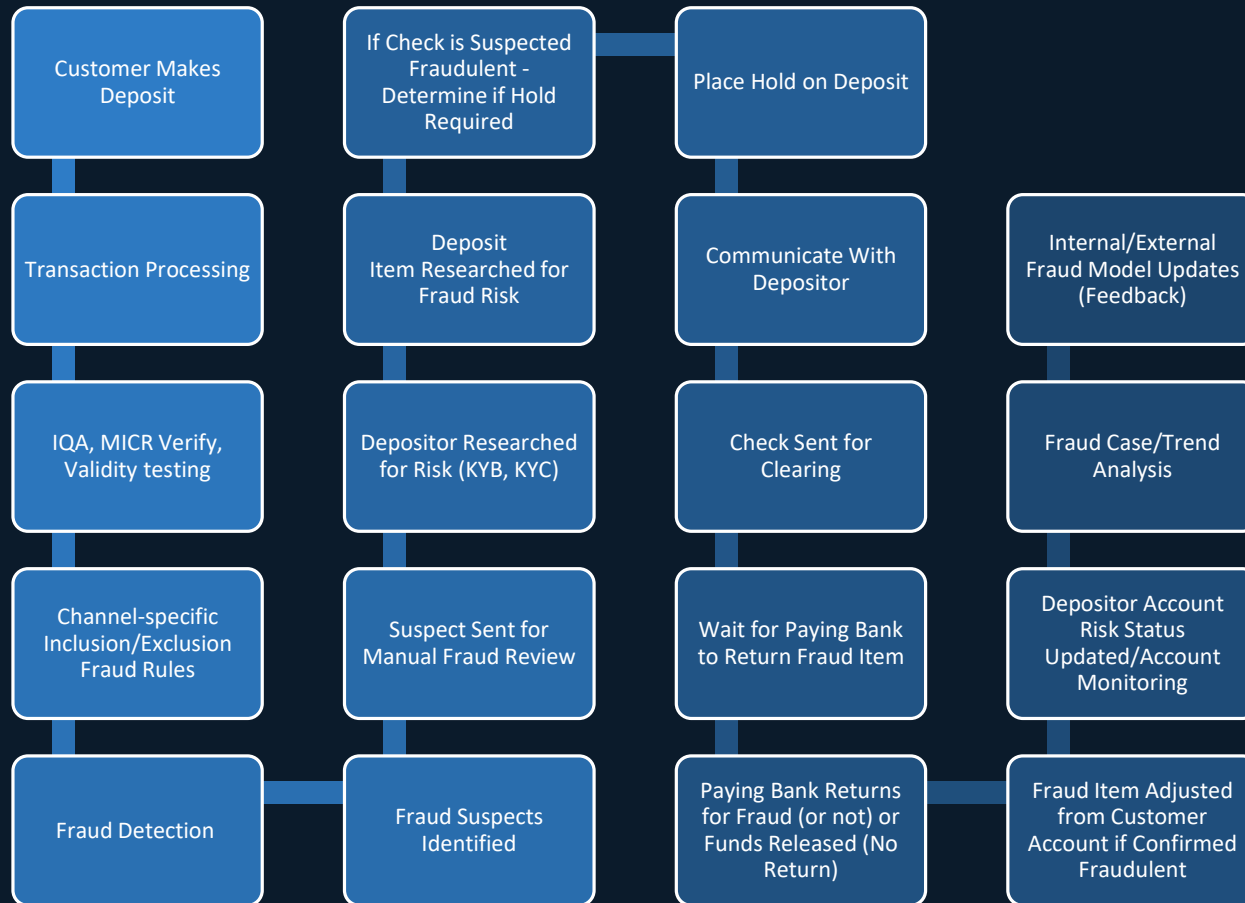 Customer Makes
Deposit
Transaction Processing
IQA, MICR Verify,
Validity testing
Channel-specific
Inclusion/Exclusion
Fraud Rules
Fraud Detection
Fraud Suspects
Identified
Suspect Sent for
Manual Fraud Review
Depositor Researched
for Risk (KYB, KYC)
Deposit
Item Researched for
Fraud Risk
If Check is Suspected
Fraudulent -
Determine if Hold
Required
Place Hold on Deposit
Communicate With
Depositor
Check Sent for
Clearing
Wait for Paying Bank
to Return Fraud Item
Paying Bank Returns
for Fraud (or not) or
Funds Released (No
Return)
Fraud Item Adjusted
from Customer
Account if Confirmed
Fraudulent
Depositor Account
Risk Status
Updated/Account
Monitoring
Fraud Case/Trend
Analysis
Internal/External
Fraud Model Updates
(Feedback)